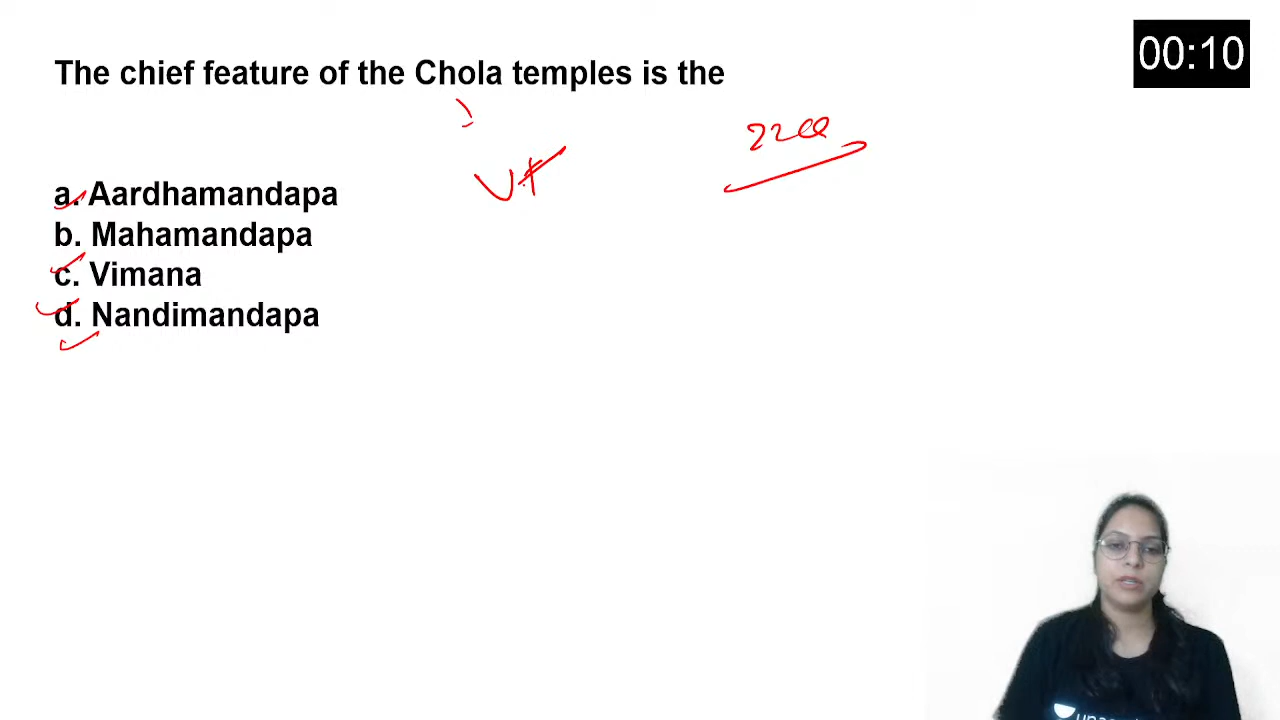 00:10
The chief feature of the Chola temples is the
a. Aardhamandapa
b. Mahamandapa
c. Vimana
d. Nandimandapa